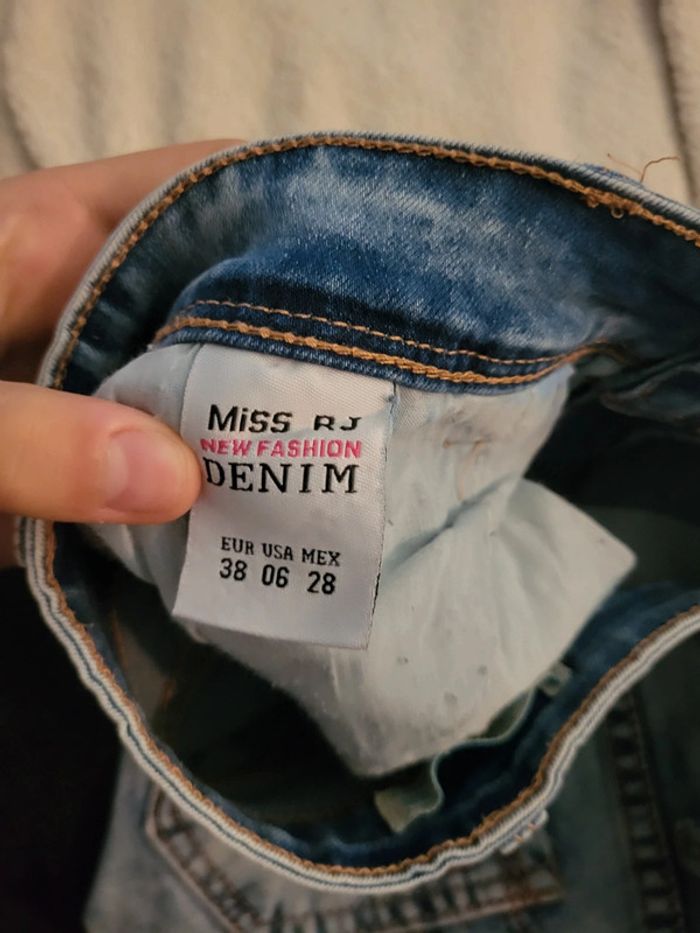 MiSS RJ
NEW FASHION
DENIM
EUR USA MEX
38 06 28